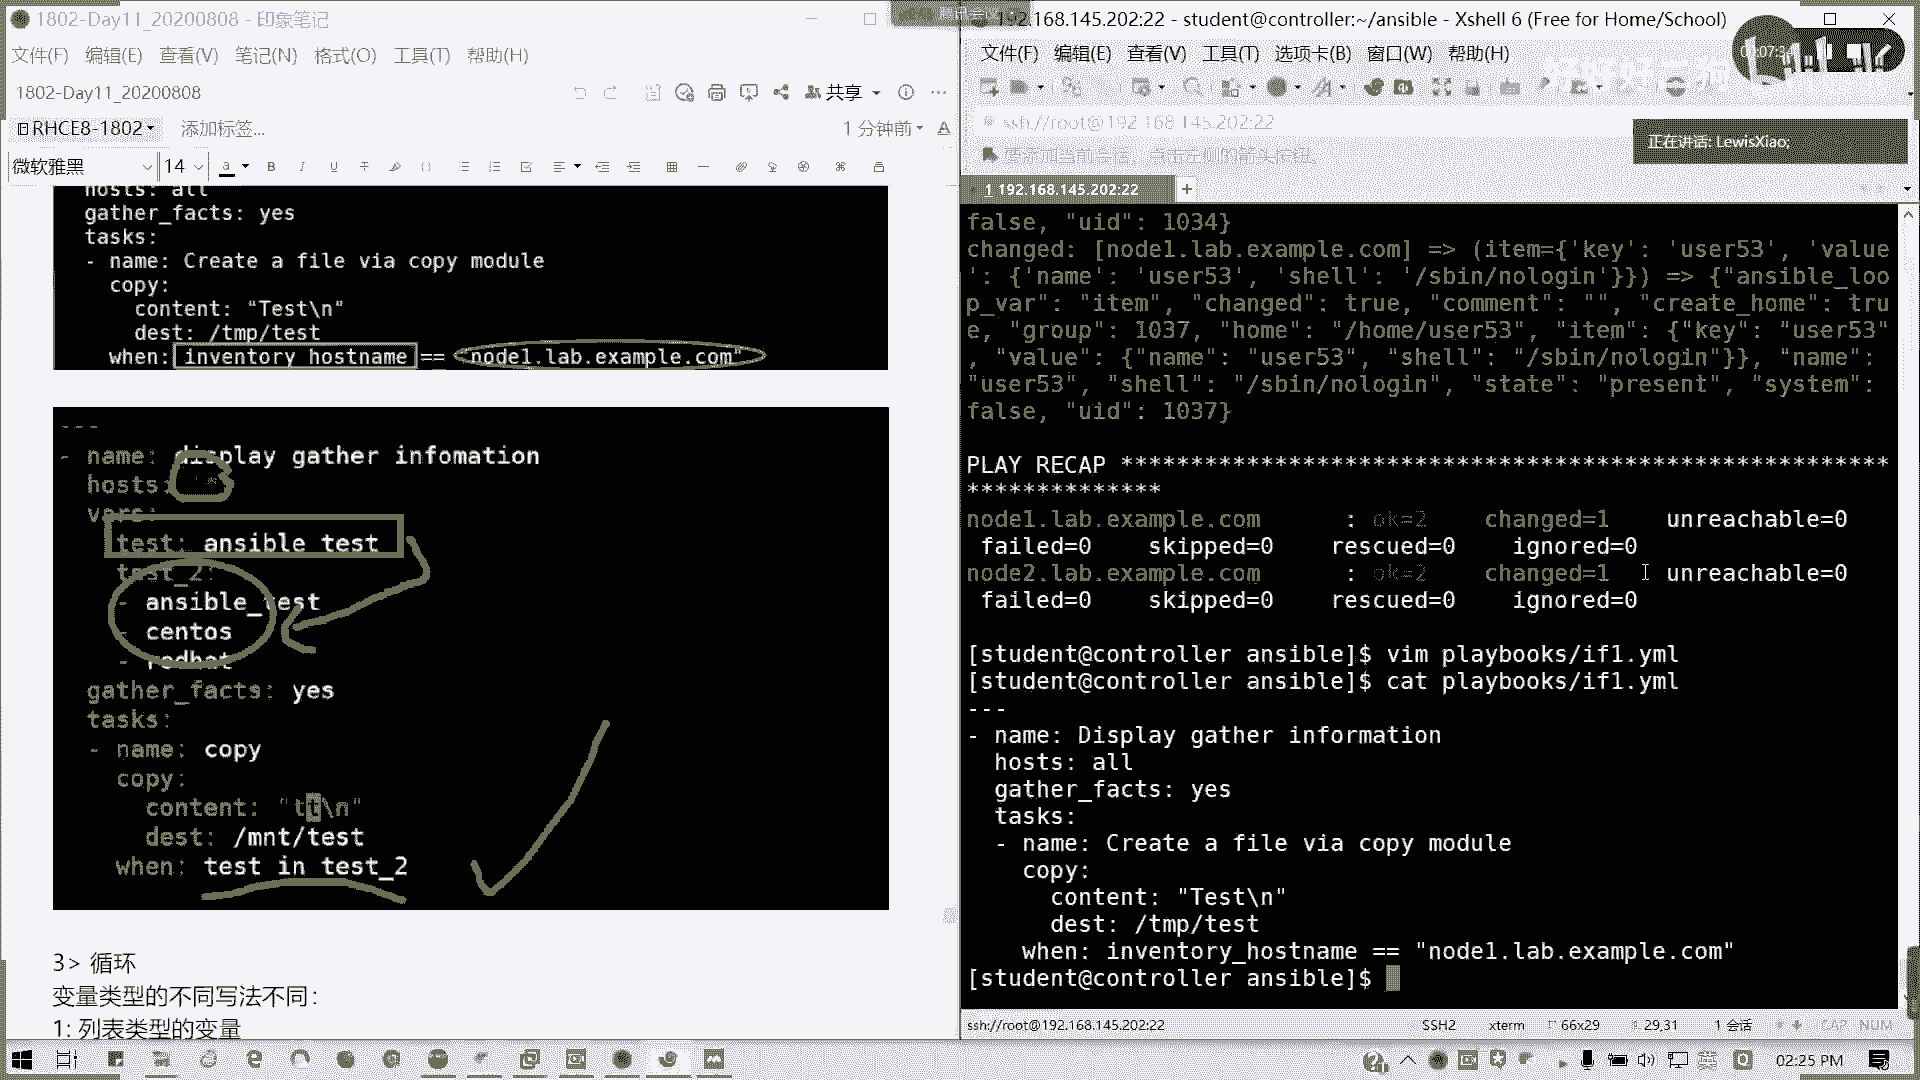 1802-Day11_20200808 - 印象笔记
文件(F) 编辑(E) 查看(V) 笔记(N) 格式(O) 工具(T) 帮助(H)
1802-Day11_20200808
共享
RHCE8-1802
添加标签...
1 分钟前
微软雅黑 14
hosts: all
gather_facts: yes
tasks:
- name: Create a file via copy module
copy:
content: "Test\n"
dest: /tmp/test
when: inventory_hostname == "node1.lab.example.com"
---
- name: display gather infomation
hosts:
vars:
test: ansible_test
test_2:
- ansible_test
- centos
- redhat
gather_facts: yes
tasks:
- name: copy
copy:
content: "tt\n"
dest: /mnt/test
when: test in test_2
3> 循环
变量类型的不同写法不同:
1: 列表类型的变量
192.168.145.202:22 - student@controller:~/ansible - Xshell 6 (Free for Home/School)
文件(F) 编辑(E) 查看(V) 工具(T) 选项卡(B) 窗口(W) 帮助(H)
ssh://root@192.168.145.202:22
要添加当前会话，点击左侧的箭头按钮。
正在讲话: LewisXiao;
1 192.168.145.202:22
false, "uid": 1034}
changed: [node1.lab.example.com] => (item={'key': 'user53', 'value
': {'name': 'user53', 'shell': '/sbin/nologin'}}) => {"ansible_loo
p_var": "item", "changed": true, "comment": "", "create_home": tru
e, "group": 1037, "home": "/home/user53", "item": {"key": "user53"
, "value": {"name": "user53", "shell": "/sbin/nologin"}}, "name":
"user53", "shell": "/sbin/nologin", "state": "present", "system":
false, "uid": 1037}
PLAY RECAP *******************************************************
**************
node1.lab.example.com : ok=2 changed=1 unreachable=0
failed=0 skipped=0 rescued=0 ignored=0
node2.lab.example.com : ok=2 changed=1 unreachable=0
failed=0 skipped=0 rescued=0 ignored=0
[student@controller ansible]$ vim playbooks/if1.yml
[student@controller ansible]$ cat playbooks/if1.yml
---
- name: Display gather information
hosts: all
gather_facts: yes
tasks:
- name: Create a file via copy module
copy:
content: "Test\n"
dest: /tmp/test
when: inventory_hostname == "node1.lab.example.com"
[student@controller ansible]$
ssh://root@192.168.145.202:22 SSH2 xterm 66x29 29,31 1 会话 CAP NUM
英 02:25 PM